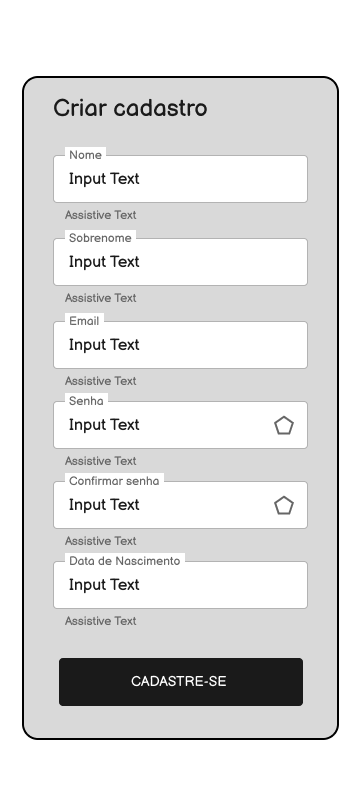 Criar cadastro
Nome
Input Text
Assistive Text
Sobrenome
Input Text
Assistive Text
Email
Input Text
Assistive Text
Senha
Input Text
Assistive Text
Confirmar senha
Input Text
Assistive Text
Data de Nascimento
Input Text
Assistive Text
CADASTRE-SE